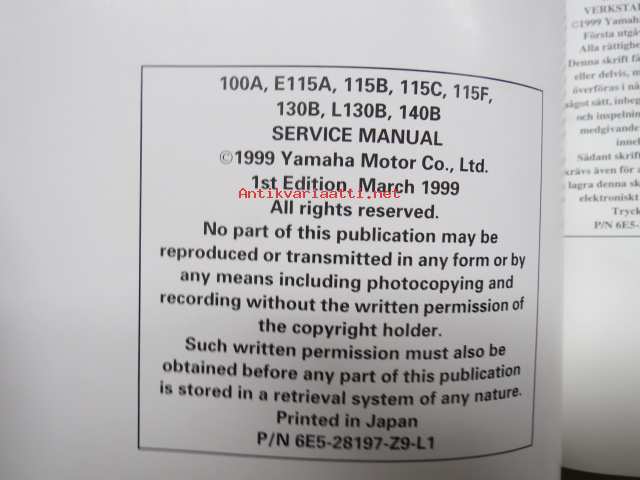 100A, E115A, 115B, 115C, 115F,
130B, L130B, 140B
SERVICE MANUAL
©1999 Yamaha Motor Co., Ltd.
1st Edition, March 1999
Antikvariaatti.net
All rights reserved.
No part of this publication may be
reproduced or transmitted in any form or by
any means including photocopying and
recording without the written permission of
the copyright holder.
Such written permission must also be
obtained before any part of this publication
is stored in a retrieval system of any nature.
Printed in Japan
P/N 6E5-28197-Z9-L1
VERKSTA
©1999 Yamaha
Första utgå
Alla rättighe
Denna skrift få
eller delvis, m
överföras i nå
något sätt, inbeg
och inspelnin
medgivande
inneh
Sådant skrift
krävs även för a
lagra denna sk
elektroniskt
Tryck
P/N 6E5-